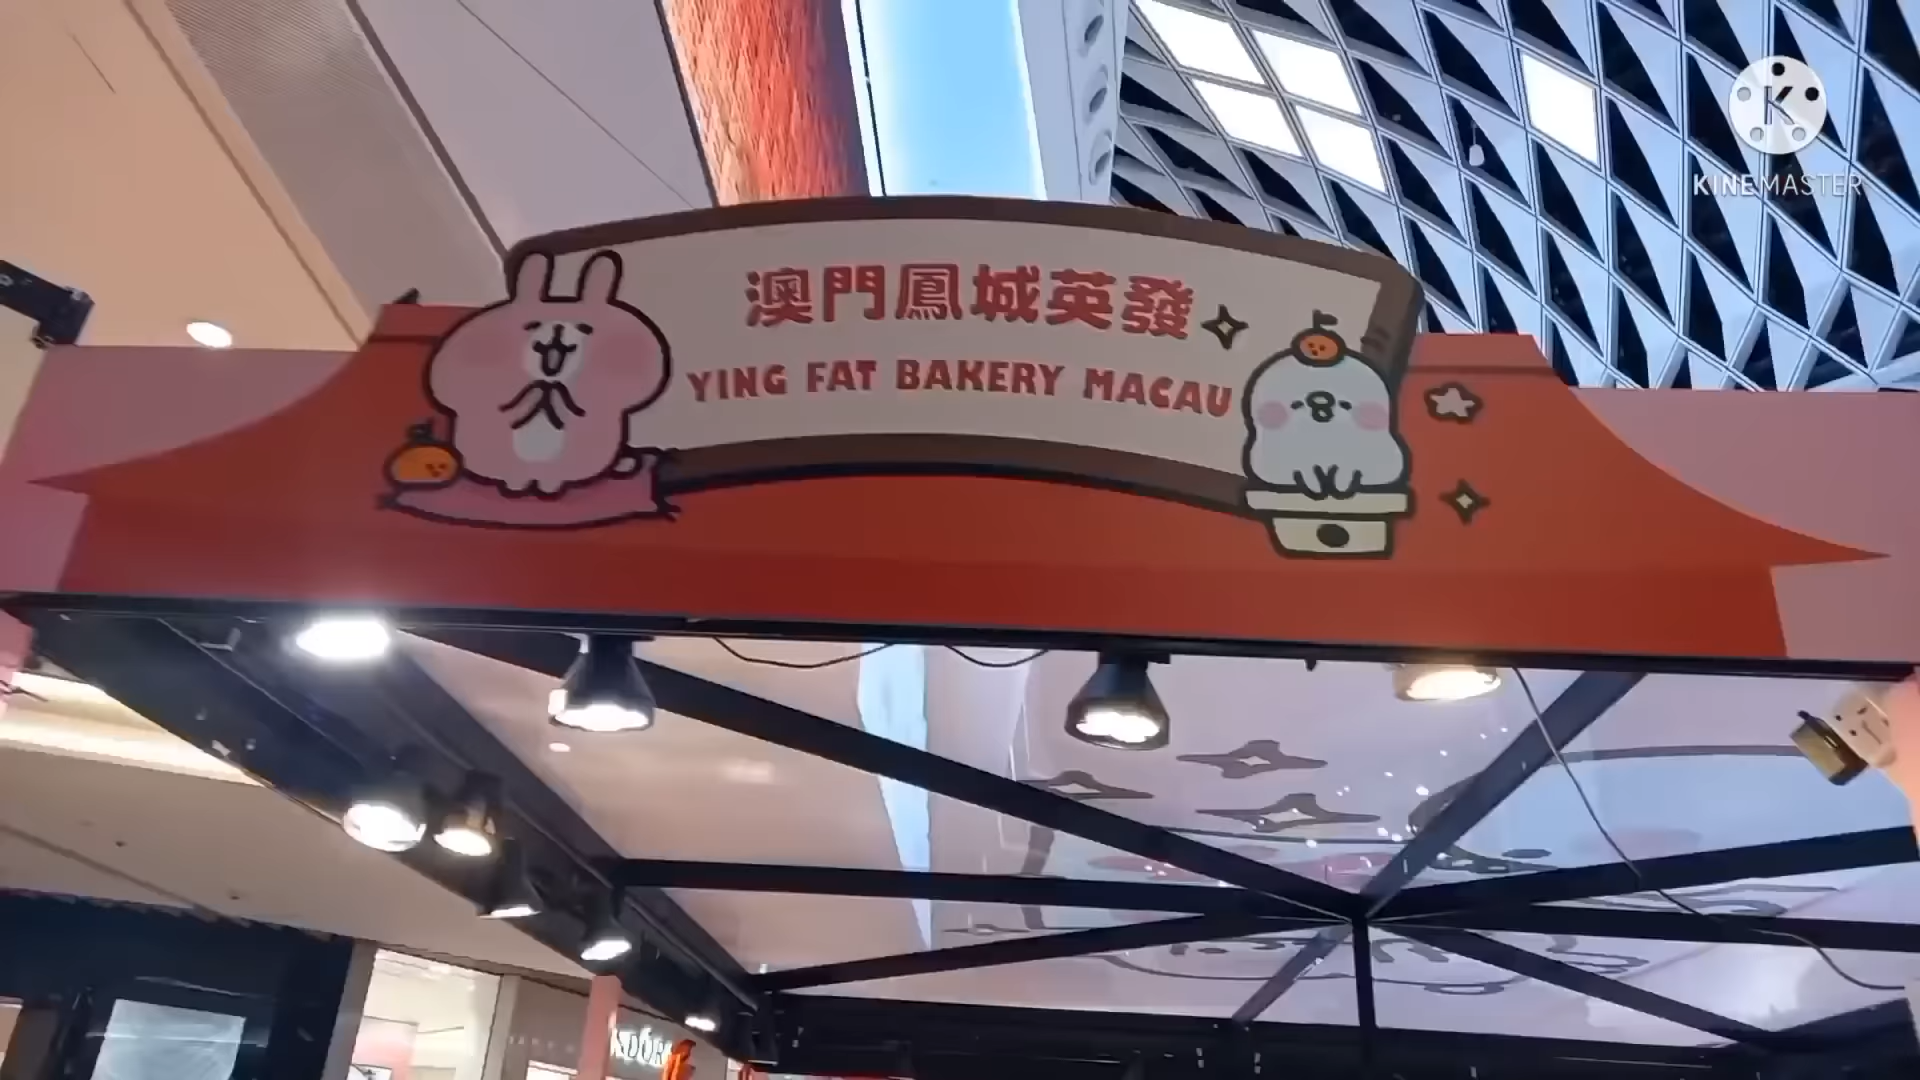 澳門鳳城英發
YING FAT BAKERY MACAU
K
KINEMASTER